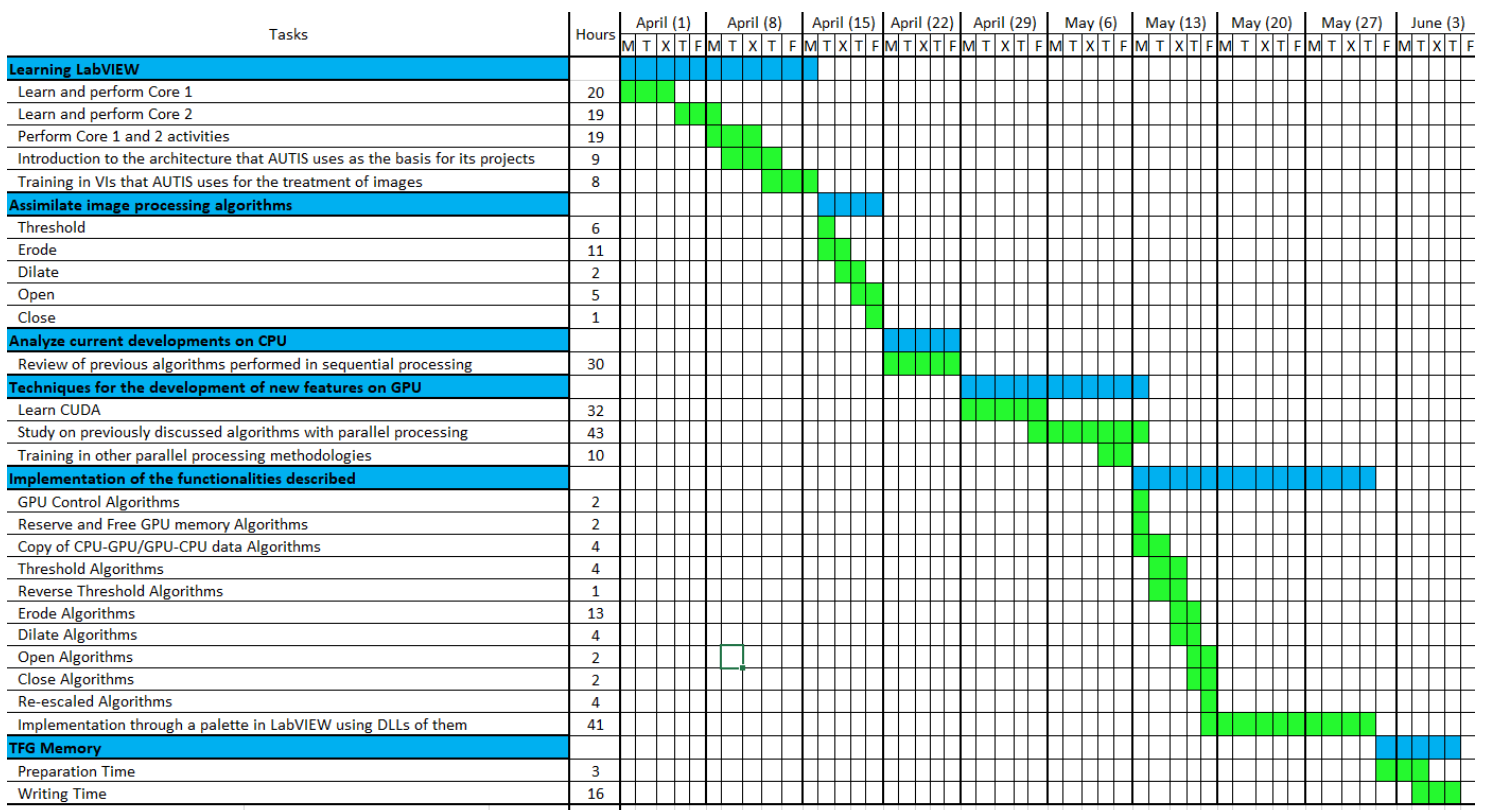 Tasks Hours April (1) April (8) April (15) April (22) April (29) May (6) May (13) May (20) May (27) June (3)
M T X T F M T X T F M T X T F M T X T F M T X T F M T X T F M T X T F M T X T F M T X T F M T X T F
Learning LabVIEW
Learn and perform Core 1 20
Learn and perform Core 2 19
Perform Core 1 and 2 activities 19
Introduction to the architecture that AUTIS uses as the basis for its projects 9
Training in VIs that AUTIS uses for the treatment of images 8
Assimilate image processing algorithms
Threshold 6
Erode 11
Dilate 2
Open 5
Close 1
Analyze current developments on CPU
Review of previous algorithms performed in sequential processing 30
Techniques for the development of new features on GPU
Learn CUDA 32
Study on previously discussed algorithms with parallel processing 43
Training in other parallel processing methodologies 10
Implementation of the functionalities described
GPU Control Algorithms 2
Reserve and Free GPU memory Algorithms 2
Copy of CPU-GPU/GPU-CPU data Algorithms 4
Threshold Algorithms 4
Reverse Threshold Algorithms 1
Erode Algorithms 13
Dilate Algorithms 4
Open Algorithms 2
Close Algorithms 2
Re-escaled Algorithms 4
Implementation through a palette in LabVIEW using DLLs of them 41
TFG Memory
Preparation Time 3
Writing Time 16